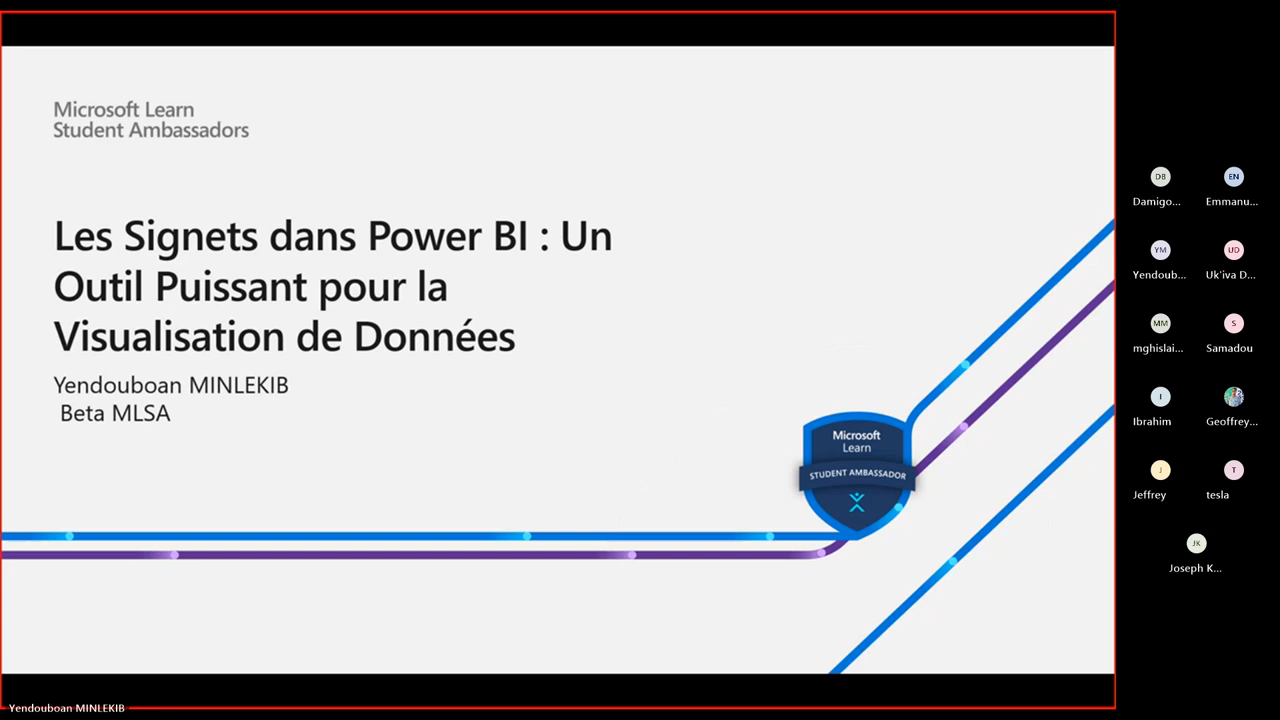 Microsoft Learn
Student Ambassadors
Les Signets dans Power BI : Un
Outil Puissant pour la
Visualisation de Données
Yendouboan MINLEKIB
Beta MLSA
Microsoft
Learn
STUDENT AMBASSADOR
DB
EN
Damigo...
Emmanu...
YM
UD
Yendoub...
Uk'iva D...
MM
S
mghislai...
Samadou
I
Ibrahim
Geoffrey...
J
T
Jeffrey
tesla
JK
Joseph K...
Yendouboan MINLEKIB